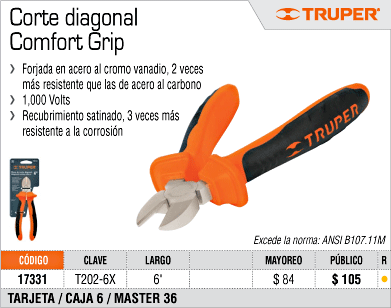 Corte diagonal
Comfort Grip
TRUPER®
Forjada en acero al cromo vanadio, 2 veces
más resistente que las de acero al carbono
1,000 Volts
Recubrimiento satinado, 3 veces más
resistente a la corrosión
TRUPER
Excede la norma: ANSI B107.11M
CÓDIGO CLAVE LARGO MAYOREO PÚBLICO R
17331 T202-6X 6" $ 84 $ 105
TARJETA / CAJA 6 / MASTER 36